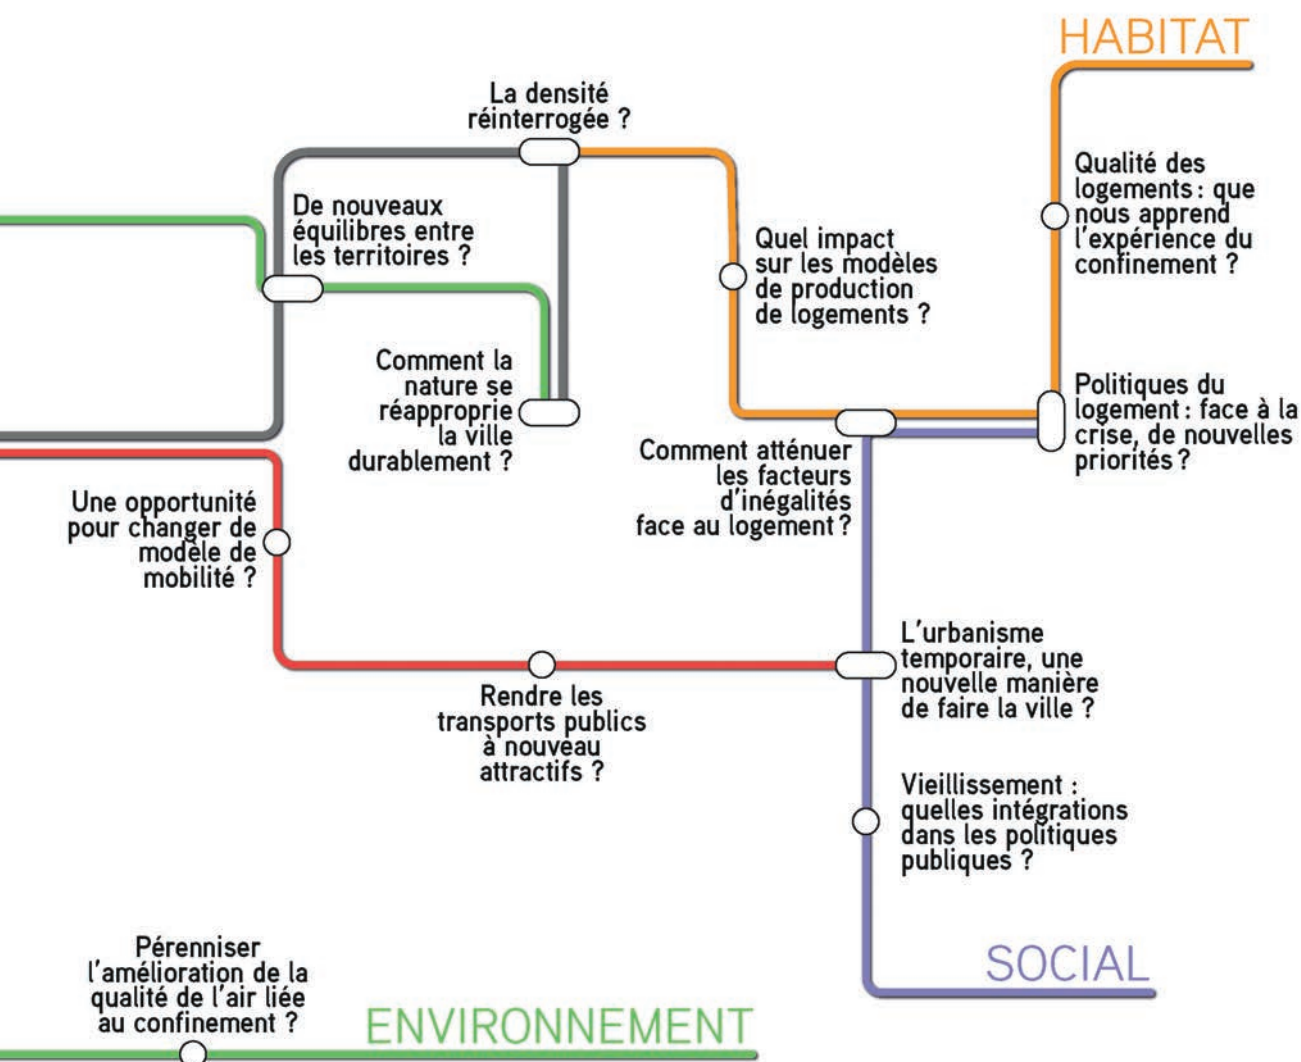 HABITAT
La densité
réinterrogée ?
Qualité des
logements : que
nous apprend
l'expérience du
confinement ?
De nouveaux
équilibres entre
les territoires ?
Quel impact
sur les modèles
de production
de logements ?
Comment la
nature se
réapproprie
la ville
durablement ?
Politiques du
logement : face à la
crise, de nouvelles
priorités ?
Comment atténuer
les facteurs
d'inégalités
face au logement ?
Une opportunité
pour changer de
modèle de
mobilité ?
L'urbanisme
temporaire, une
nouvelle manière
de faire la ville ?
Rendre les
transports publics
à nouveau
attractifs ?
Vieillissement :
quelles intégrations
dans les politiques
publiques ?
SOCIAL
Pérenniser
l'amélioration de la
qualité de l'air liée
au confinement ?
ENVIRONNEMENT